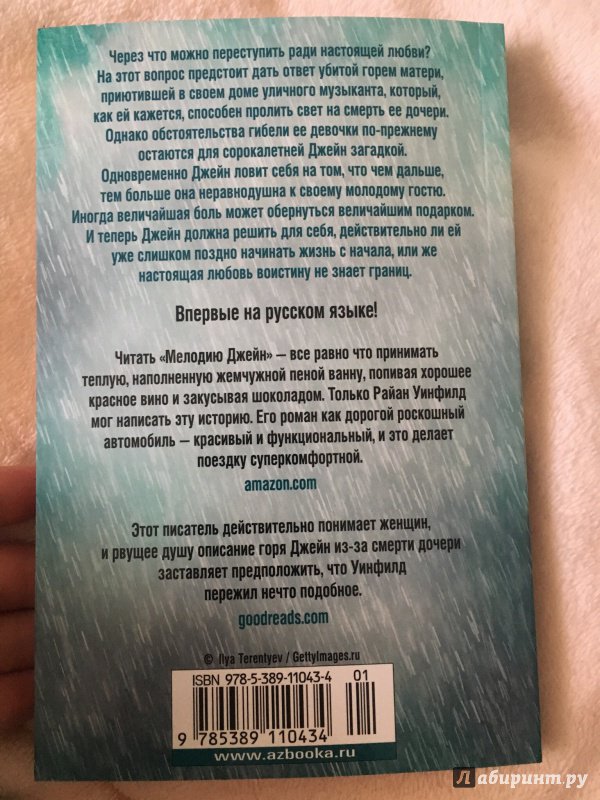 Через что можно переступить ради настоящей любви?
На этот вопрос предстоит дать ответ убитой горем матери,
приютившей в своем доме уличного музыканта, который,
как ей кажется, способен пролить свет на смерть ее дочери.
Однако обстоятельства гибели ее девочки по-прежнему
остаются для сорокалетней Джейн загадкой.
Одновременно Джейн ловит себя на том, что чем дальше,
тем больше она неравнодушна к своему молодому гостю.
Иногда величайшая боль может обернуться величайшим подарком.
И теперь Джейн должна решить для себя, действительно ли ей
уже слишком поздно начинать жизнь с начала, или же
настоящая любовь воистину не знает границ.
Впервые на русском языке!
Читать «Мелодию Джейн» — все равно что принимать
теплую, наполненную жемчужной пеной ванну, попивая хорошее
красное вино и закусывая шоколадом. Только Райан Уинфилд
мог написать эту историю. Его роман как дорогой роскошный
автомобиль — красивый и функциональный, и это делает
поездку суперкомфортной.
amazon.com
Этот писатель действительно понимает женщин,
и рвущее душу описание горя Джейн из-за смерти дочери
заставляет предположить, что Уинфилд
пережил нечто подобное.
goodreads.com
© Ilya Terentyev / GettyImages.ru
ISBN 978-5-389-11043-4 01
9 785389 110434
www.azbooka.ru
Лабиринт.ру